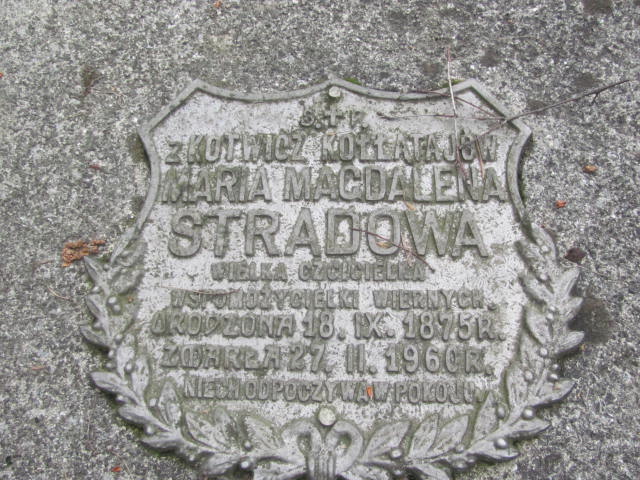 Ś.†P.
Z KOTWICZ KOŁŁATAJÓW
MARIA MAGDALENA
STRADOWA
WIELKA CZCICIELKA
WSPOMOŻYCIELKI WIERNYCH.
URODZONA 18. IX. 1875 R.
ZMARŁA 27. II. 1960 R.
NIECH ODPOCZYWA W POKOJU.